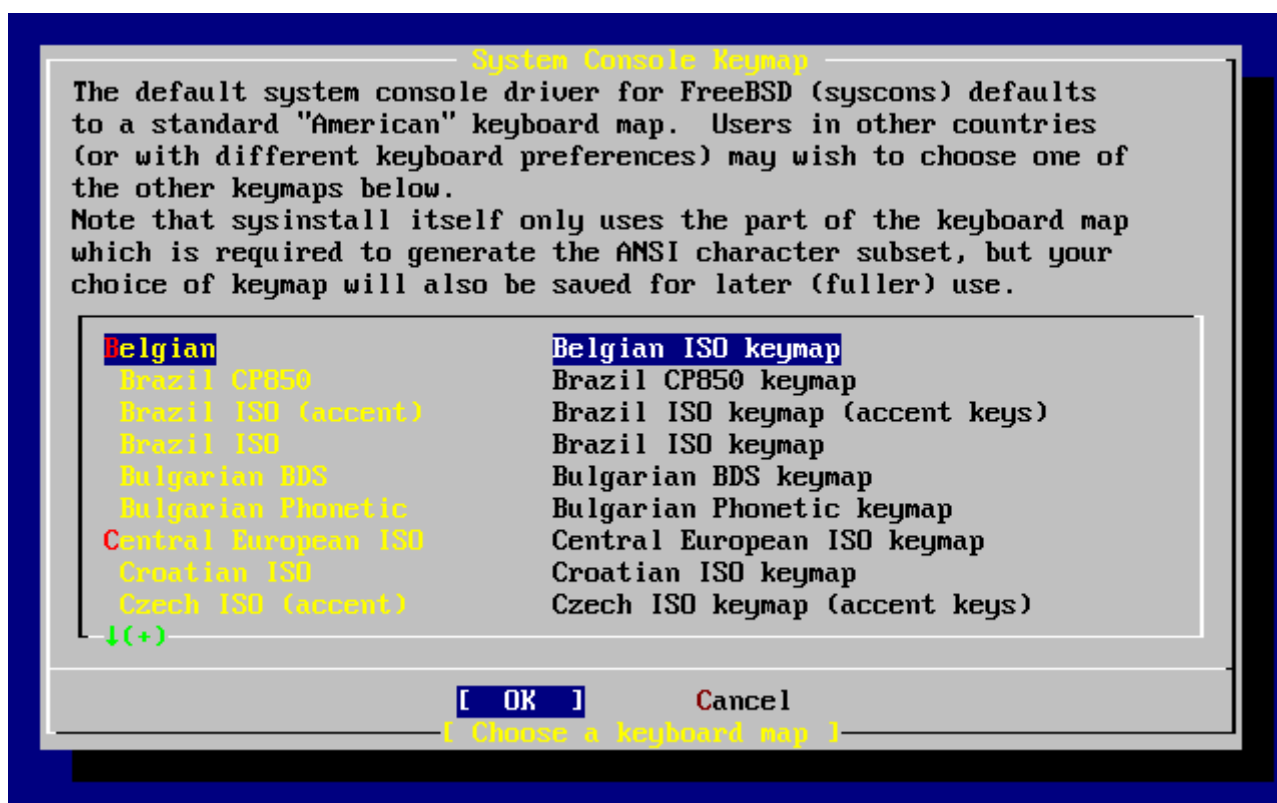 System Console Keymap
The default system console driver for FreeBSD (syscons) defaults
to a standard "American" keyboard map.  Users in other countries
(or with different keyboard preferences) may wish to choose one of
the other keymaps below.
Note that sysinstall itself only uses the part of the keyboard map
which is required to generate the ANSI character subset, but your
choice of keymap will also be saved for later (fuller) use.
Belgian Belgian ISO keymap
Brazil CP850 Brazil CP850 keymap
Brazil ISO (accent) Brazil ISO keymap (accent keys)
Brazil ISO Brazil ISO keymap
Bulgarian BDS Bulgarian BDS keymap
Bulgarian Phonetic Bulgarian Phonetic keymap
Central European ISO Central European ISO keymap
Croatian ISO Croatian ISO keymap
Czech ISO (accent) Czech ISO keymap (accent keys)
↓(+)
[ OK ] Cancel
[ Choose a keyboard map ]